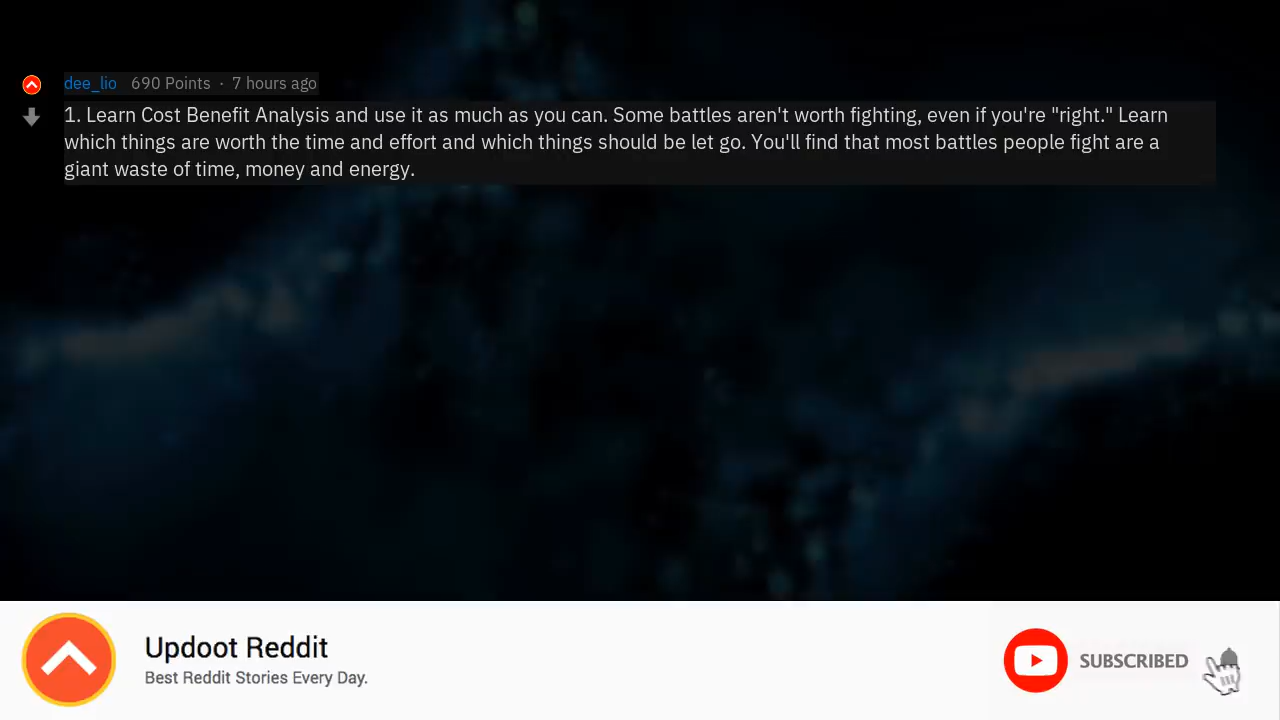 dee_lio 690 Points · 7 hours ago
1. Learn Cost Benefit Analysis and use it as much as you can. Some battles aren't worth fighting, even if you're "right." Learn
which things are worth the time and effort and which things should be let go. You'll find that most battles people fight are a
giant waste of time, money and energy.
Updoot Reddit
Best Reddit Stories Every Day.
SUBSCRIBED